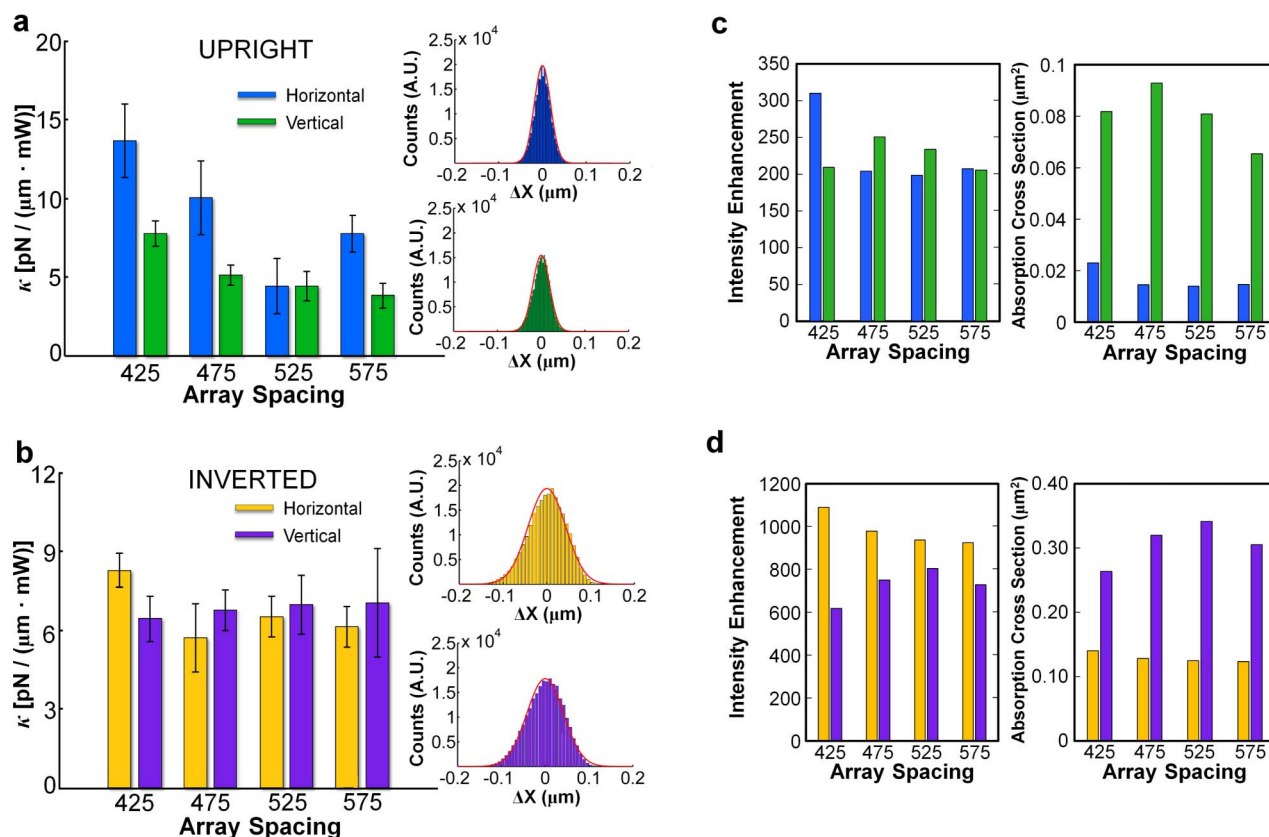 a
UPRIGHT
Horizontal
Vertical
κ [pN / (µm · mW)]
20
15
10
5
0
425 475 525 575
Array Spacing
2.5 x 10⁴
2
1.5
1
0.5
0
Counts (A.U.)
-0.2 -0.1 0 0.1 0.2
ΔX (µm)
2.5 x 10⁴
2
1.5
1
0.5
0
Counts (A.U.)
-0.2 -0.1 0 0.1 0.2
ΔX (µm)
b
INVERTED
Horizontal
Vertical
κ [pN / (µm · mW)]
12
9
6
3
0
425 475 525 575
Array Spacing
2.5 x 10⁴
2
1.5
1
0.5
0
Counts (A.U.)
-0.2 -0.1 0 0.1 0.2
ΔX (µm)
2.5 x 10⁴
2
1.5
1
0.5
0
Counts (A.U.)
-0.2 -0.1 0 0.1 0.2
ΔX (µm)
c
Intensity Enhancement
350
300
250
200
150
100
50
0
425 475 525 575
Array Spacing
Absorption Cross Section (µm²)
0.1
0.08
0.06
0.04
0.02
0
425 475 525 575
Array Spacing
d
Intensity Enhancement
1200
1000
800
600
400
200
0
425 475 525 575
Array Spacing
Absorption Cross Section (µm²)
0.40
0.30
0.20
0.10
0
425 475 525 575
Array Spacing